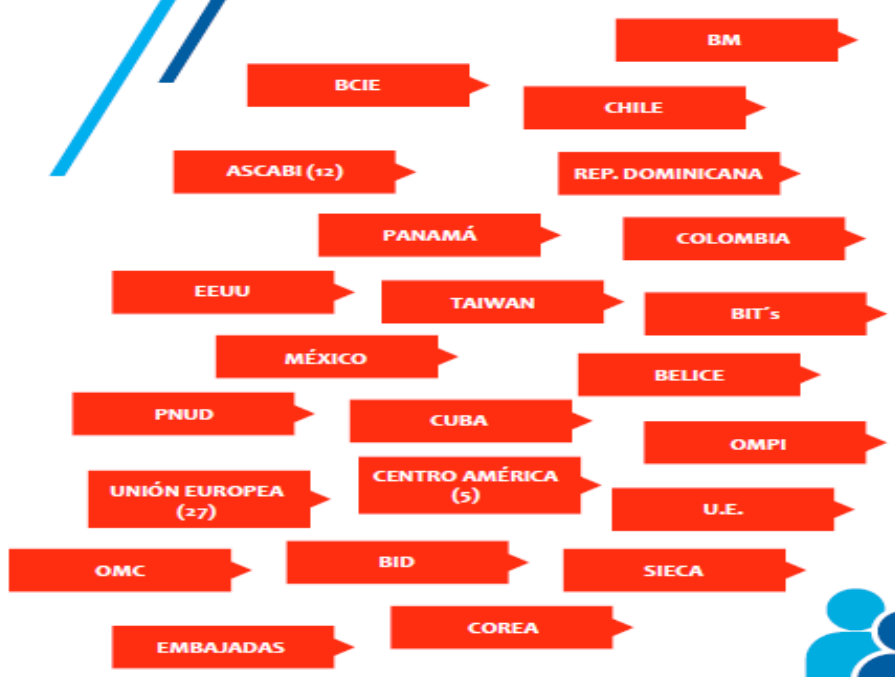 BM
BCIE
CHILE
ASCABI (12)
REP. DOMINICANA
PANAMÁ
COLOMBIA
EEUU
TAIWAN
BIT´s
MÉXICO
BELICE
PNUD
CUBA
OMPI
UNIÓN EUROPEA
(27)
CENTRO AMÉRICA
(5)
U.E.
OMC
BID
SIECA
EMBAJADAS
COREA